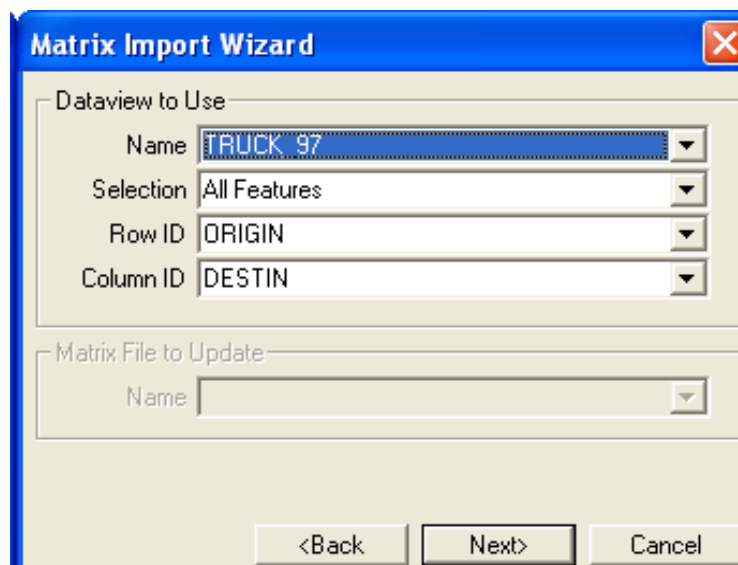 Matrix Import Wizard
Dataview to Use
Name TRUCK_97
Selection All Features
Row ID ORIGIN
Column ID DESTIN
Matrix File to Update
Name
<Back Next> Cancel